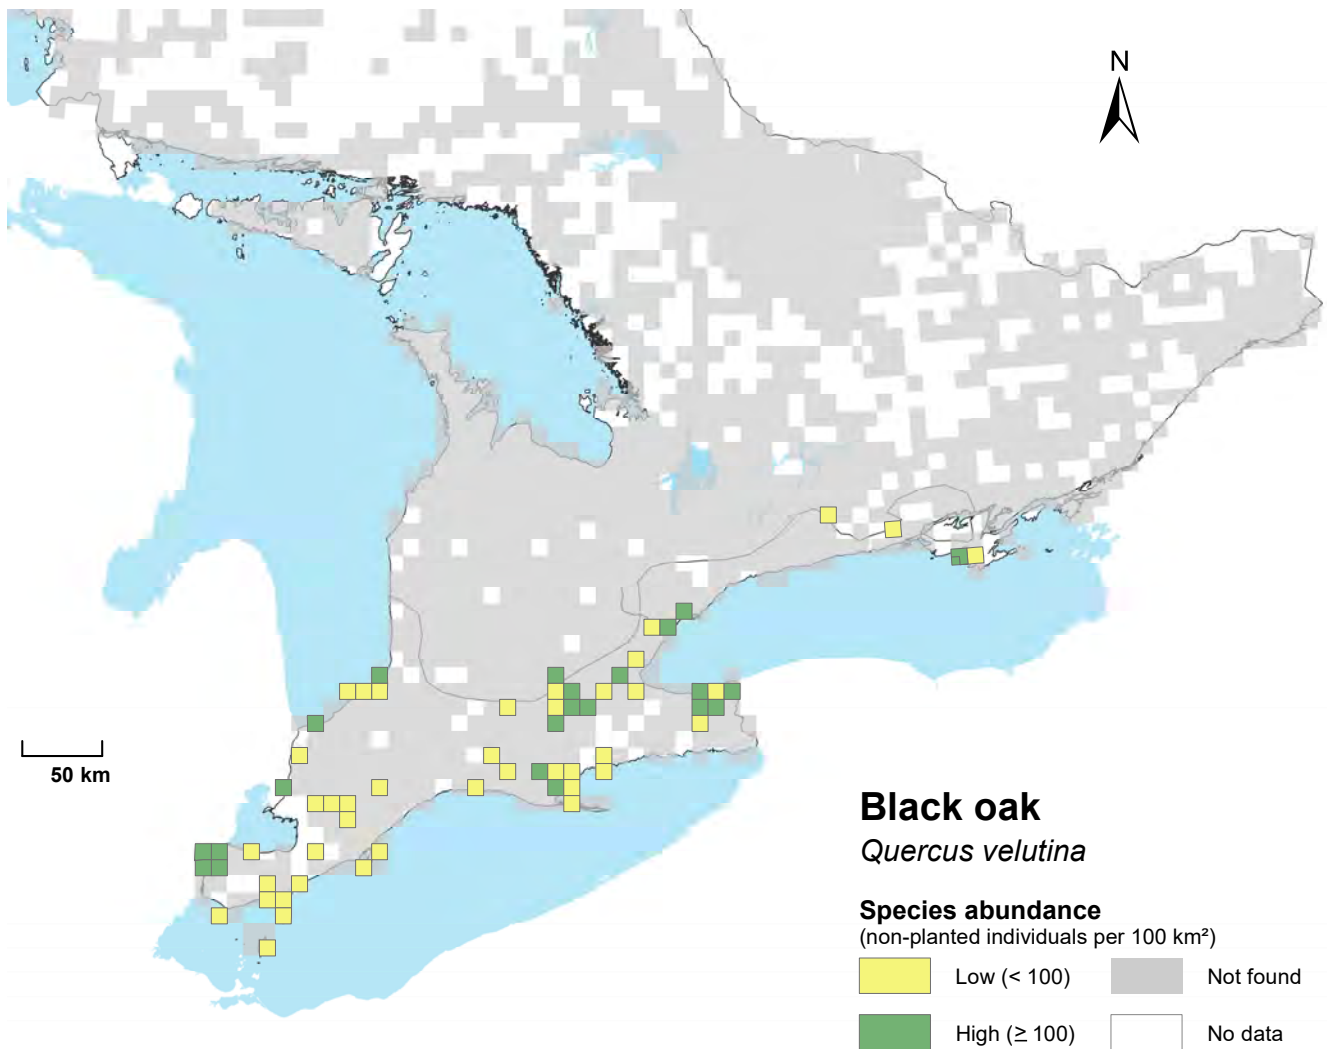 N
50 km
Black oak
Quercus velutina
Species abundance
(non-planted individuals per 100 km²)
Low (< 100)
Not found
High (≥ 100)
No data